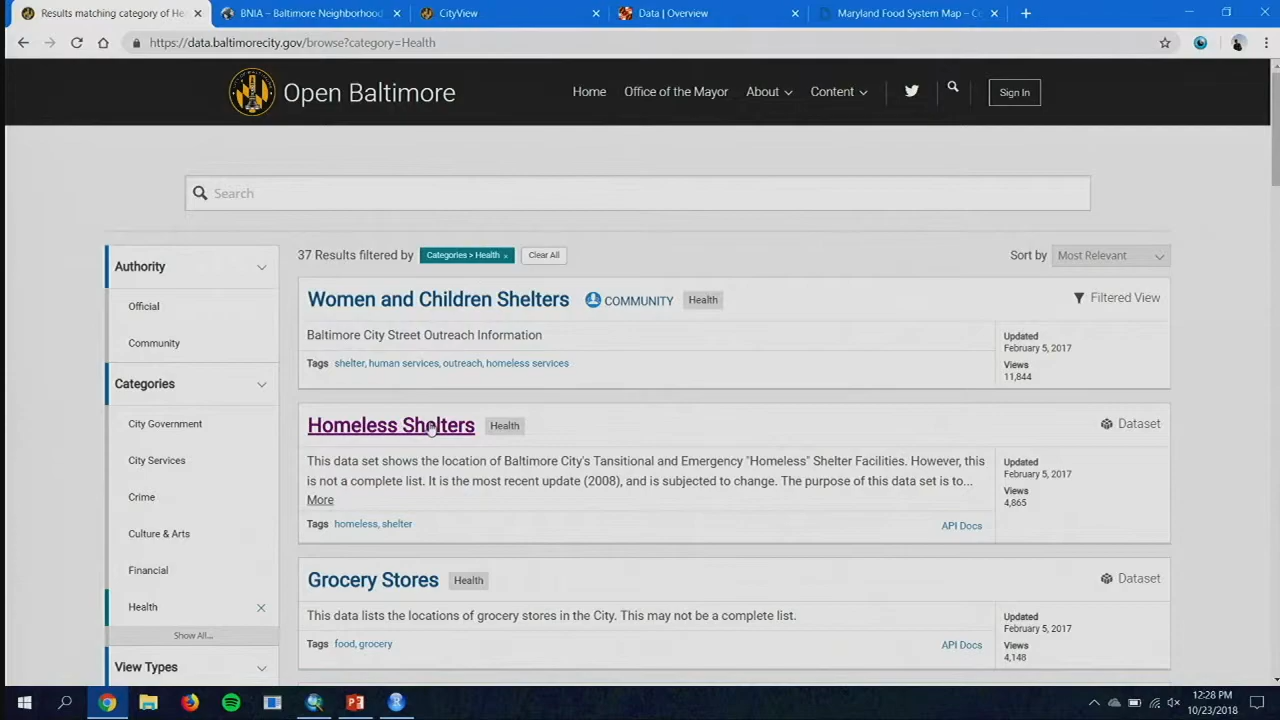 Results matching category of He
BNIA – Baltimore Neighborhood
CityView
Data | Overview
Maryland Food System Map – Ce
https://data.baltimorecity.gov/browse?category=Health
Open Baltimore
Home
Office of the Mayor
About
Content
Sign In
Search
Authority
Official
Community
Categories
City Government
City Services
Crime
Culture & Arts
Financial
Health
Show All...
View Types
37 Results filtered by
Categories > Health ×
Clear All
Sort by
Most Relevant
Women and Children Shelters
COMMUNITY
Health
Filtered View
Baltimore City Street Outreach Information
Tags shelter, human services, outreach, homeless services
Updated
February 5, 2017
Views
11,844
Homeless Shelters
Health
Dataset
This data set shows the location of Baltimore City's Tansitional and Emergency "Homeless" Shelter Facilities. However, this
is not a complete list. It is the most recent update (2008), and is subjected to change. The purpose of this data set is to...
More
Tags homeless, shelter
API Docs
Updated
February 5, 2017
Views
4,865
Grocery Stores
Health
Dataset
This data lists the locations of grocery stores in the City. This may not be a complete list.
Tags food, grocery
API Docs
Updated
February 5, 2017
Views
4,148
12:28 PM
10/23/2018